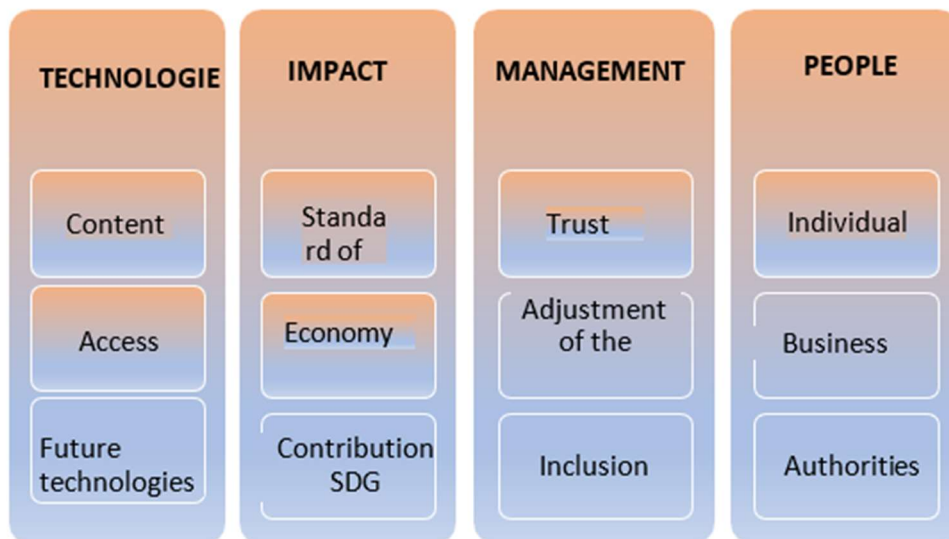 TECHNOLOGIE
IMPACT
MANAGEMENT
PEOPLE
Content
Standa
rd of
Trust
Individual
Access
Economy
Adjustment
of the
Business
Future
technologies
Contribution
SDG
Inclusion
Authorities